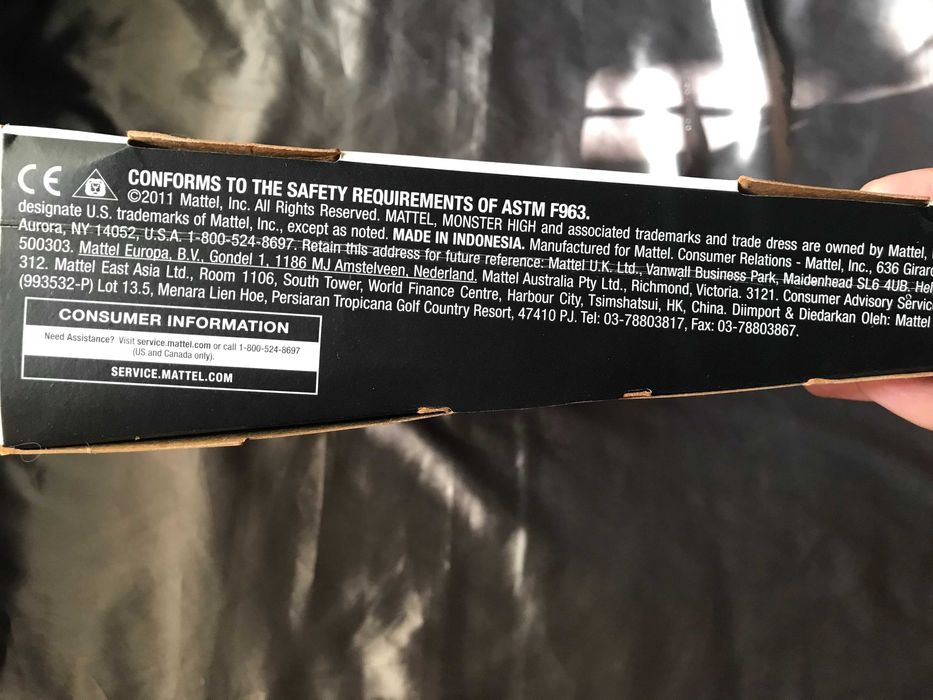 CE
CONFORMS TO THE SAFETY REQUIREMENTS OF ASTM F963.
©2011 Mattel, Inc. All Rights Reserved. MATTEL, MONSTER HIGH and associated trademarks and trade dress are owned by Mattel,
designate U.S. trademarks of Mattel, Inc., except as noted. MADE IN INDONESIA. Manufactured for Mattel. Consumer Relations - Mattel, Inc., 636 Girard
Aurora, NY 14052, U.S.A. 1-800-524-8697. Retain this address for future reference: Mattel U.K. Ltd., Vanwall Business Park, Maidenhead SL6 4UB. Hel
500303. Mattel Europa, B.V., Gondel 1, 1186 MJ Amstelveen, Nederland. Mattel Australia Pty Ltd., Richmond, Victoria. 3121. Consumer Advisory Servic
312. Mattel East Asia Ltd., Room 1106, South Tower, World Finance Centre, Harbour City, Tsimshatsui, HK, China. Diimport & Diedarkan Oleh: Mattel
(993532-P) Lot 13.5, Menara Lien Hoe, Persiaran Tropicana Golf Country Resort, 47410 PJ. Tel: 03-78803817, Fax: 03-78803867.
CONSUMER INFORMATION
Need Assistance? Visit service.mattel.com or call 1-800-524-8697
(US and Canada only).
SERVICE.MATTEL.COM